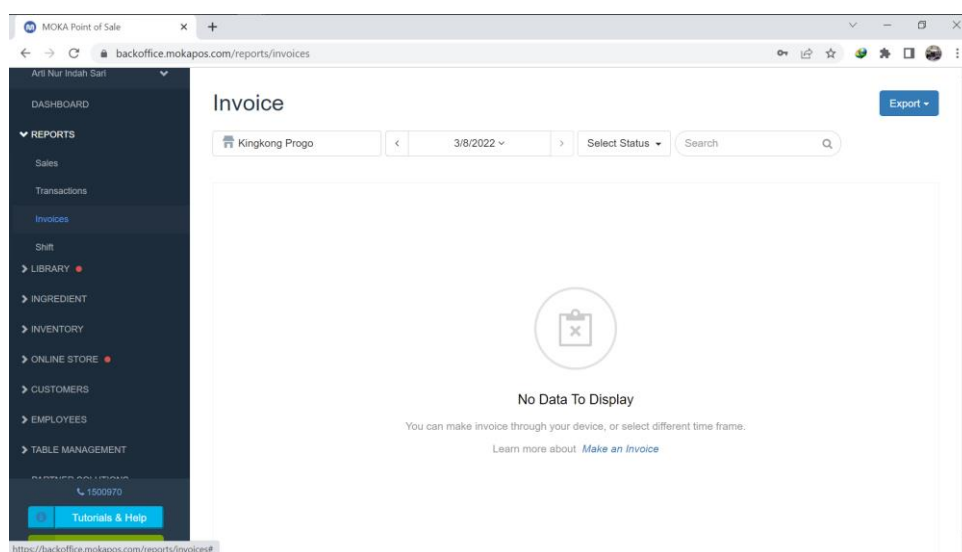 MOKA Point of Sale
backoffice.mokapos.com/reports/invoices
Arti Nur Indah Sari
DASHBOARD
REPORTS
Sales
Transactions
Invoices
Shift
LIBRARY
INGREDIENT
INVENTORY
ONLINE STORE
CUSTOMERS
EMPLOYEES
TABLE MANAGEMENT
1500970
Tutorials & Help
https://backoffice.mokapos.com/reports/invoices#
Invoice
Export
Kingkong Progo
3/8/2022
Select Status
Search
No Data To Display
You can make invoice through your device, or select different time frame.
Learn more about Make an Invoice